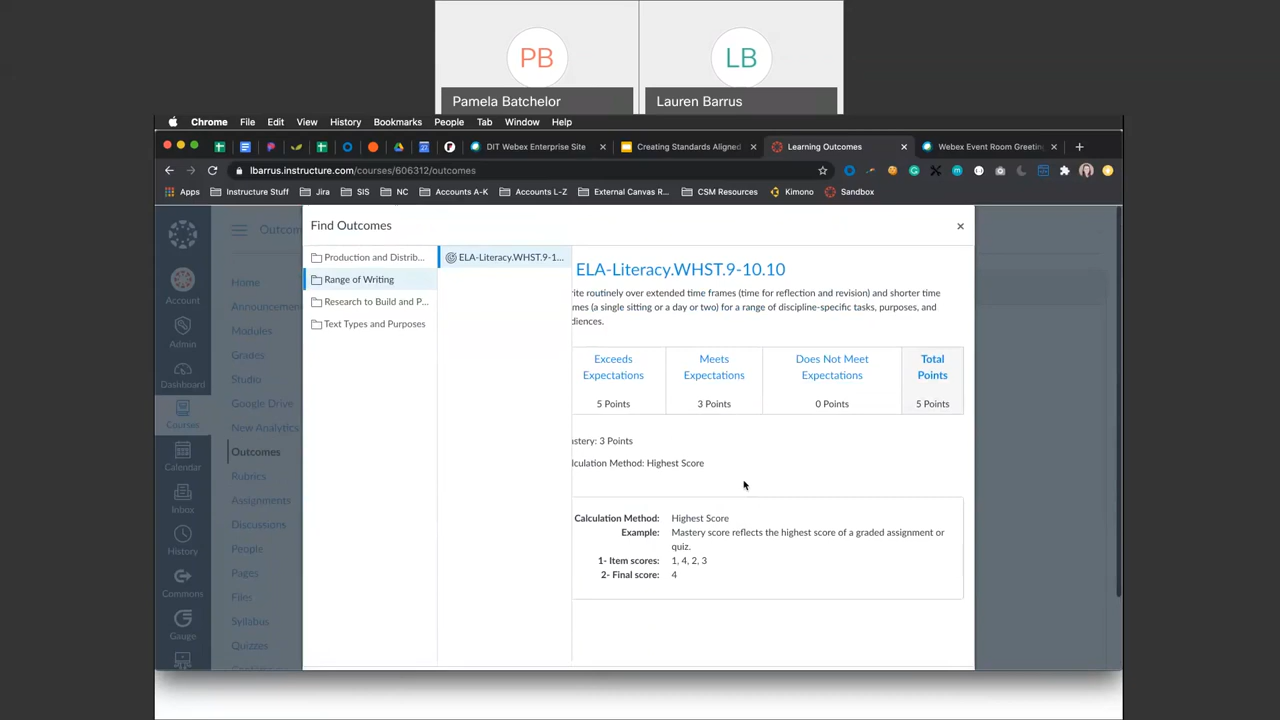 PB
LB
Pamela Batchelor
Lauren Barrus
Chrome File Edit View History Bookmarks People Tab Window Help
DIT Webex Enterprise Site
Creating Standards Aligned
Learning Outcomes
Webex Event Room Greeting
lbarrus.instructure.com/courses/606312/outcomes
Apps Instructure Stuff Jira SIS NC Accounts A-K Accounts L-Z External Canvas R... CSM Resources Kimono Sandbox
Outcom
Find Outcomes
Production and Distrib...
Range of Writing
Research to Build and P...
Text Types and Purposes
ELA-Literacy.WHST.9-1...
ELA-Literacy.WHST.9-10.10
rite routinely over extended time frames (time for reflection and revision) and shorter time
mes (a single sitting or a day or two) for a range of discipline-specific tasks, purposes, and
diences.
Exceeds Expectations
5 Points
Meets Expectations
3 Points
Does Not Meet Expectations
0 Points
Total Points
5 Points
stery: 3 Points
lculation Method: Highest Score
Calculation Method: Highest Score
Example: Mastery score reflects the highest score of a graded assignment or
quiz.
1- Item scores: 1, 4, 2, 3
2- Final score: 4
Account
Admin
Dashboard
Courses
Calendar
Inbox
History
Commons
Gauge
Home
Announcemen
Modules
Grades
Studio
Google Drive
New Analytics
Outcomes
Rubrics
Assignments
Discussions
People
Pages
Files
Syllabus
Quizzes